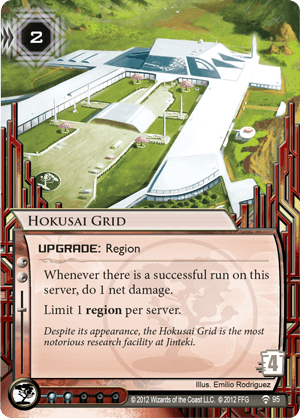 2
HOKUSAI GRID
UPGRADE: Region
Whenever there is a successful run on this
server, do 1 net damage.
Limit 1 region per server.
Despite its appearance, the Hokusai Grid is the most
notorious research facility at Jinteki.
4
Illus. Emilio Rodriguez
© 2012 Wizards of the Coast LLC. © 2012 FFG 95